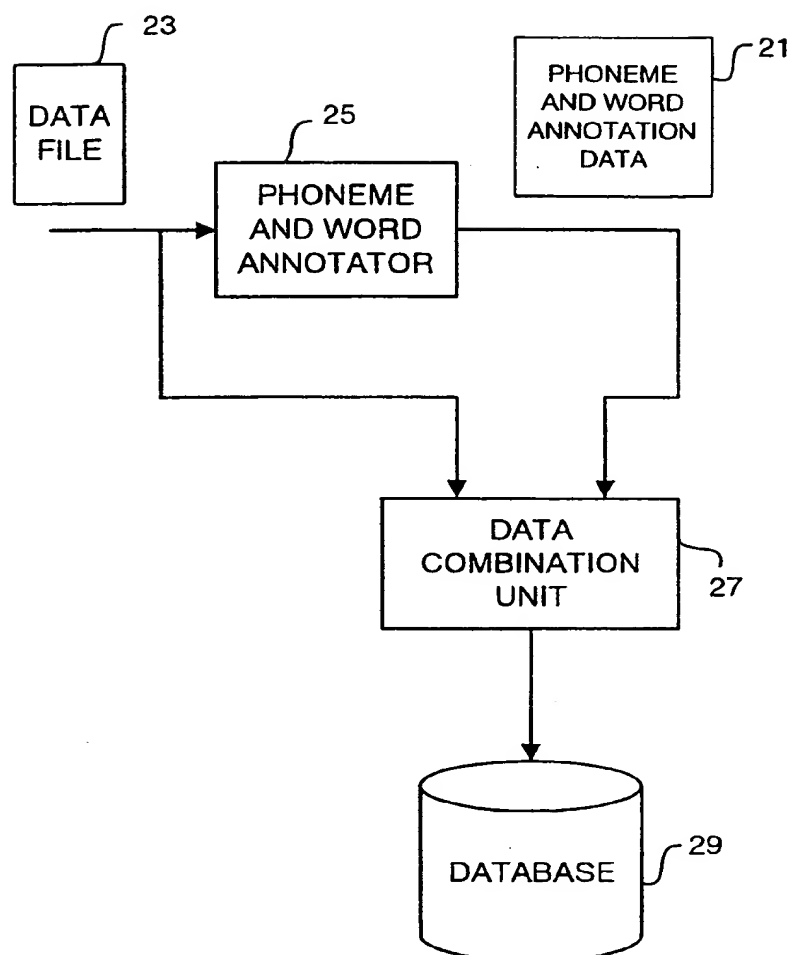 23
DATA
FILE
21
PHONEME
AND WORD
ANNOTATION
DATA
25
PHONEME
AND WORD
ANNOTATOR
DATA
COMBINATION
UNIT
27
DATABASE
29